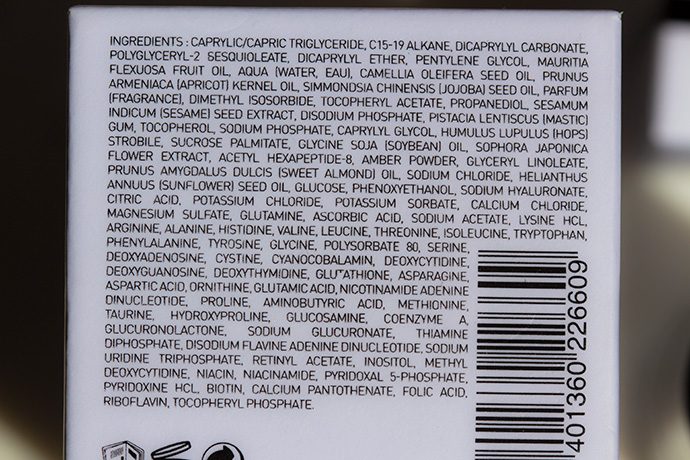 INGREDIENTS : CAPRYLIC/CAPRIC TRIGLYCERIDE, C15-19 ALKANE, DICAPRYLYL CARBONATE,
POLYGLYCERYL-2 SESQUIOLEATE, DICAPRYLYL ETHER, PENTYLENE GLYCOL, MAURITIA
FLEXUOSA FRUIT OIL, AQUA (WATER, EAU), CAMELLIA OLEIFERA SEED OIL, PRUNUS
ARMENIACA (APRICOT) KERNEL OIL, SIMMONDSIA CHINENSIS (JOJOBA) SEED OIL, PARFUM
(FRAGRANCE), DIMETHYL ISOSORBIDE, TOCOPHERYL ACETATE, PROPANEDIOL, SESAMUM
INDICUM (SESAME) SEED EXTRACT, DISODIUM PHOSPHATE, PISTACIA LENTISCUS (MASTIC)
GUM, TOCOPHEROL, SODIUM PHOSPHATE, CAPRYLYL GLYCOL, HUMULUS LUPULUS (HOPS)
STROBILE, SUCROSE PALMITATE, GLYCINE SOJA (SOYBEAN) OIL, SOPHORA JAPONICA
FLOWER EXTRACT, ACETYL HEXAPEPTIDE-8, AMBER POWDER, GLYCERYL LINOLEATE,
PRUNUS AMYGDALUS DULCIS (SWEET ALMOND) OIL, SODIUM CHLORIDE, HELIANTHUS
ANNUUS (SUNFLOWER) SEED OIL, GLUCOSE, PHENOXYETHANOL, SODIUM HYALURONATE,
CITRIC ACID, POTASSIUM CHLORIDE, POTASSIUM SORBATE, CALCIUM CHLORIDE,
MAGNESIUM SULFATE, GLUTAMINE, ASCORBIC ACID, SODIUM ACETATE, LYSINE HCL,
ARGININE, ALANINE, HISTIDINE, VALINE, LEUCINE, THREONINE, ISOLEUCINE, TRYPTOPHAN,
PHENYLALANINE, TYROSINE, GLYCINE, POLYSORBATE 80, SERINE,
DEOXYADENOSINE, CYSTINE, CYANOCOBALAMIN, DEOXYCYTIDINE,
DEOXYGUANOSINE, DEOXYTHYMIDINE, GLUTATHIONE, ASPARAGINE,
ASPARTIC ACID, ORNITHINE, GLUTAMIC ACID, NICOTINAMIDE ADENINE
DINUCLEOTIDE, PROLINE, AMINOBUTYRIC ACID, METHIONINE,
TAURINE, HYDROXYPROLINE, GLUCOSAMINE, COENZYME A,
GLUCURONOLACTONE, SODIUM GLUCURONATE, THIAMINE
DIPHOSPHATE, DISODIUM FLAVINE ADENINE DINUCLEOTIDE, SODIUM
URIDINE TRIPHOSPHATE, RETINYL ACETATE, INOSITOL, METHYL
DEOXYCYTIDINE, NIACIN, NIACINAMIDE, PYRIDOXAL 5-PHOSPHATE,
PYRIDOXINE HCL, BIOTIN, CALCIUM PANTOTHENATE, FOLIC ACID,
RIBOFLAVIN, TOCOPHERYL PHOSPHATE.
401360 226609